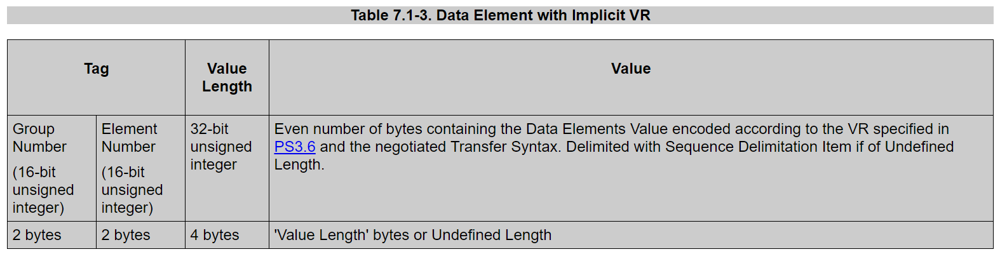 Table 7.1-3. Data Element with Implicit VR
Tag
Value
Length
Value
Group
Number
(16-bit
unsigned
integer)
Element
Number
(16-bit
unsigned
integer)
32-bit
unsigned
integer
Even number of bytes containing the Data Elements Value encoded according to the VR specified in
PS3.6 and the negotiated Transfer Syntax. Delimited with Sequence Delimitation Item if of Undefined
Length.
2 bytes
2 bytes
4 bytes
'Value Length' bytes or Undefined Length